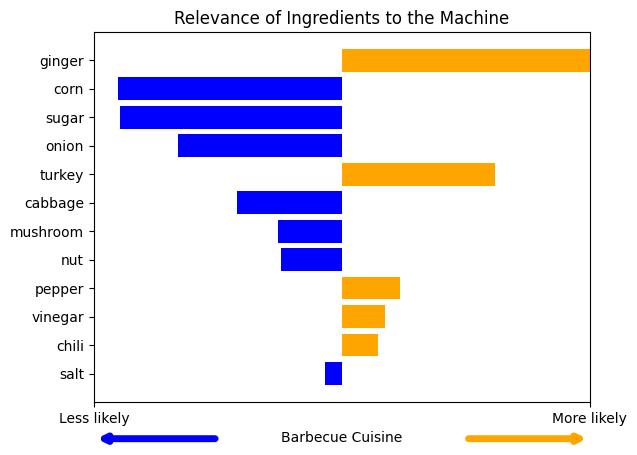 Relevance of Ingredients to the Machine
ginger
corn
sugar
onion
turkey
cabbage
mushroom
nut
pepper
vinegar
chili
salt
Less likely
More likely
Barbecue Cuisine